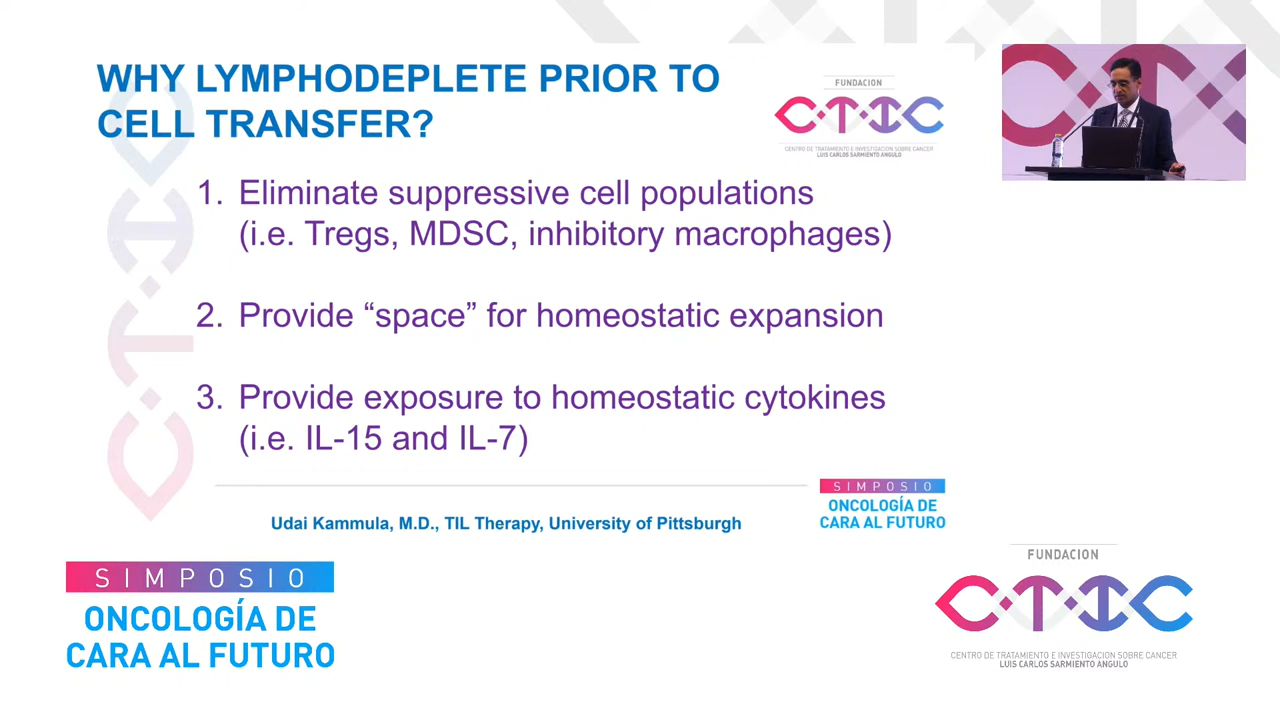 WHY LYMPHODEPLETE PRIOR TO
CELL TRANSFER?
FUNDACION
C·T·I·C
CENTRO DE TRATAMIENTO E INVESTIGACION SOBRE CANCER
LUIS CARLOS SARMIENTO ANGULO
1. Eliminate suppressive cell populations
(i.e. Tregs, MDSC, inhibitory macrophages)
2. Provide “space” for homeostatic expansion
3. Provide exposure to homeostatic cytokines
(i.e. IL-15 and IL-7)
SIMPOSIO
ONCOLOGÍA DE
CARA AL FUTURO
Udai Kammula, M.D., TIL Therapy, University of Pittsburgh
SIMPOSIO
ONCOLOGÍA DE
CARA AL FUTURO
FUNDACION
C·T·I·C
CENTRO DE TRATAMIENTO E INVESTIGACION SOBRE CANCER
LUIS CARLOS SARMIENTO ANGULO
C·T·I·C